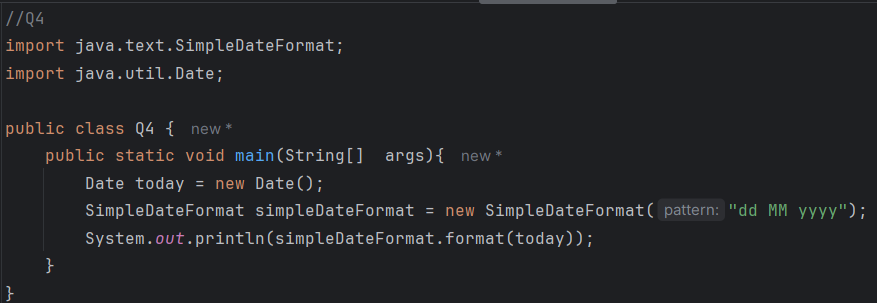 //Q4
import java.text.SimpleDateFormat;
import java.util.Date;

public class Q4 {  new *
    public static void main(String[]  args){  new *
        Date today = new Date();
        SimpleDateFormat simpleDateFormat = new SimpleDateFormat( pattern: "dd MM yyyy");
        System.out.println(simpleDateFormat.format(today));
    }
}